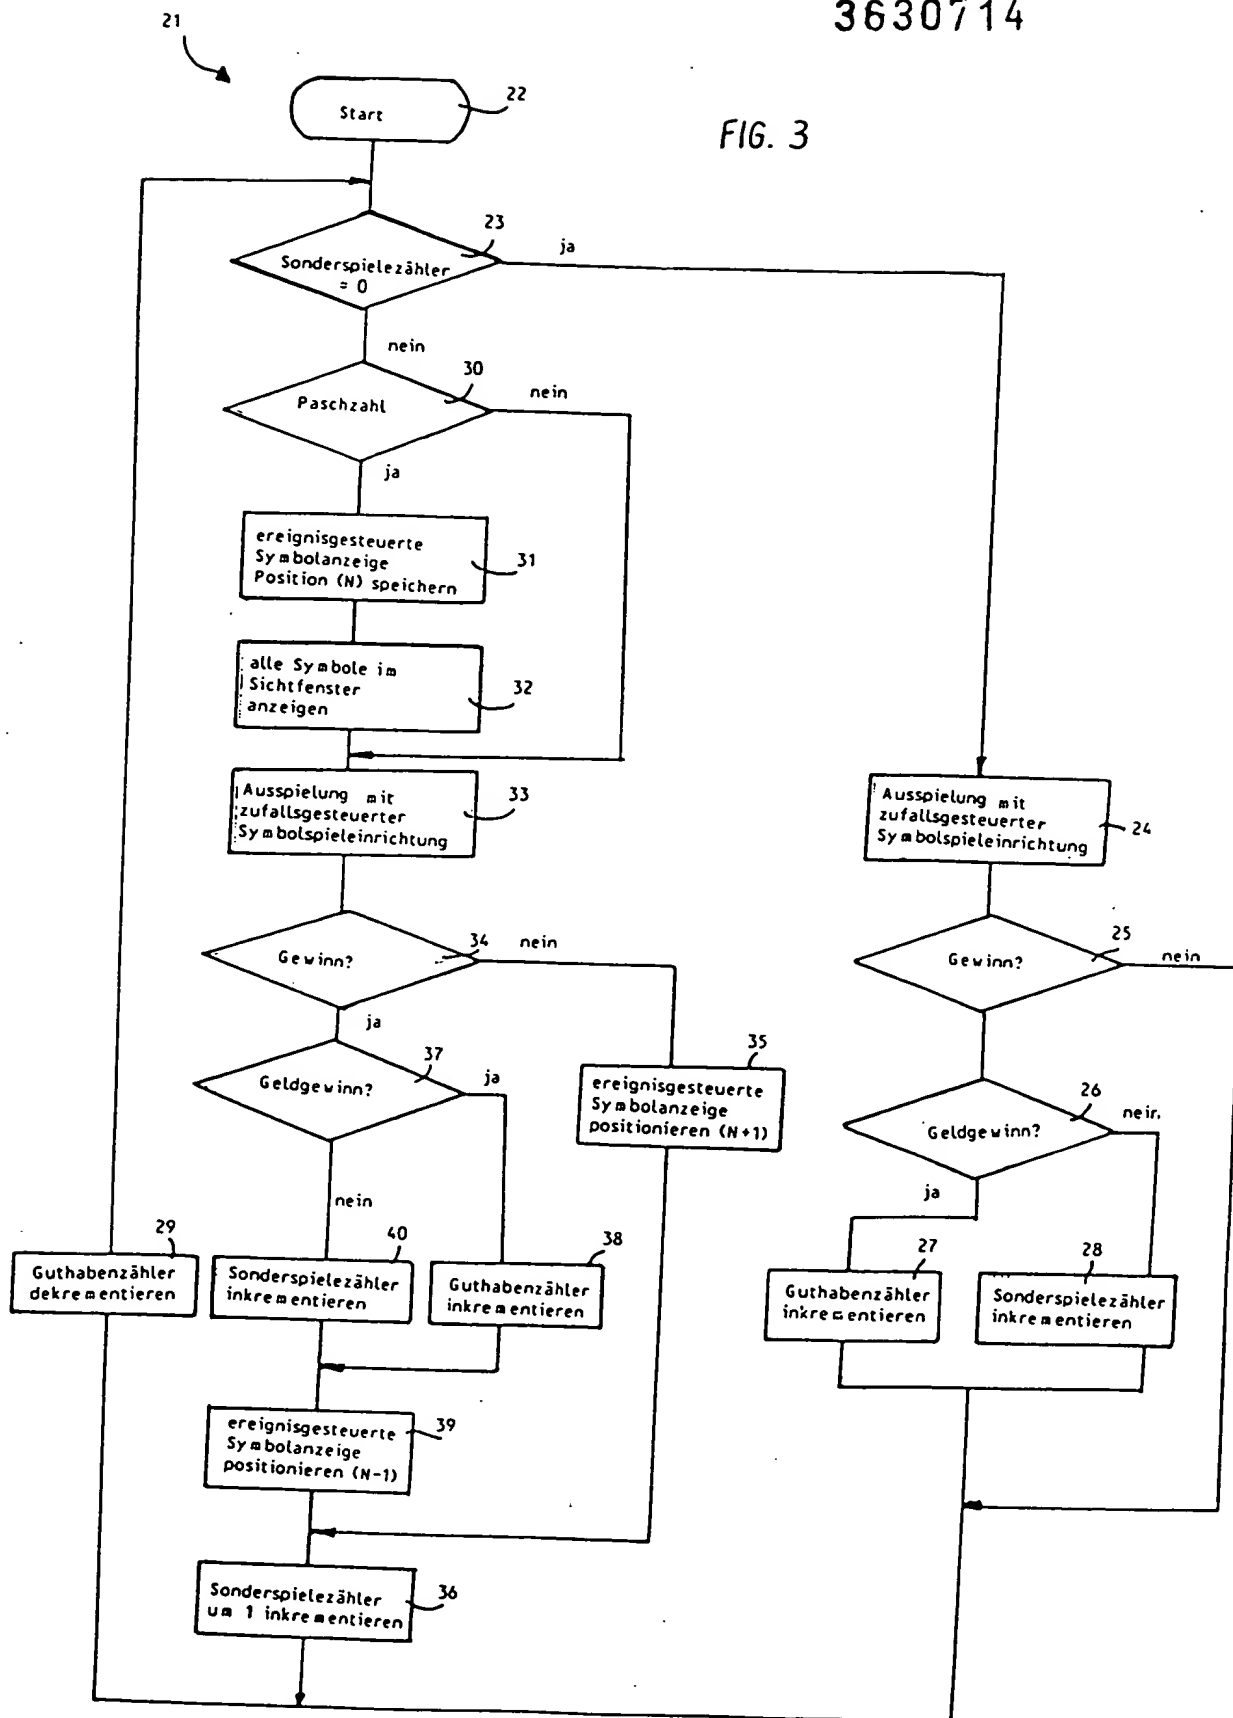 3630714
21
Start
22
FIG. 3
23
ja
Sonderspielezähler
= 0
nein
30
nein
Paschzahl
ja
ereignisgesteuerte
Symbolanzeige
Position (N) speichern
31
alle Symbole im
Sichtfenster
anzeigen
32
Ausspielung mit
zufallsgesteuerter
Symbolspieleinrichtung
33
Ausspielung mit
zufallsgesteuerter
Symbolspieleinrichtung
24
34
nein
Gewinn?
25
nein
Gewinn?
ja
37
ja
Geldgewinn?
35
ereignisgesteuerte
Symbolanzeige
positionieren (N+1)
26
nein
Geldgewinn?
nein
ja
29
Guthabenzähler
dekrementieren
40
Sonderspielezähler
inkrementieren
38
Guthabenzähler
inkrementieren
27
Guthabenzähler
inkrementieren
28
Sonderspielezähler
inkrementieren
ereignisgesteuerte
Symbolanzeige
positionieren (N-1)
39
Sonderspielezähler
um 1 inkrementieren
36